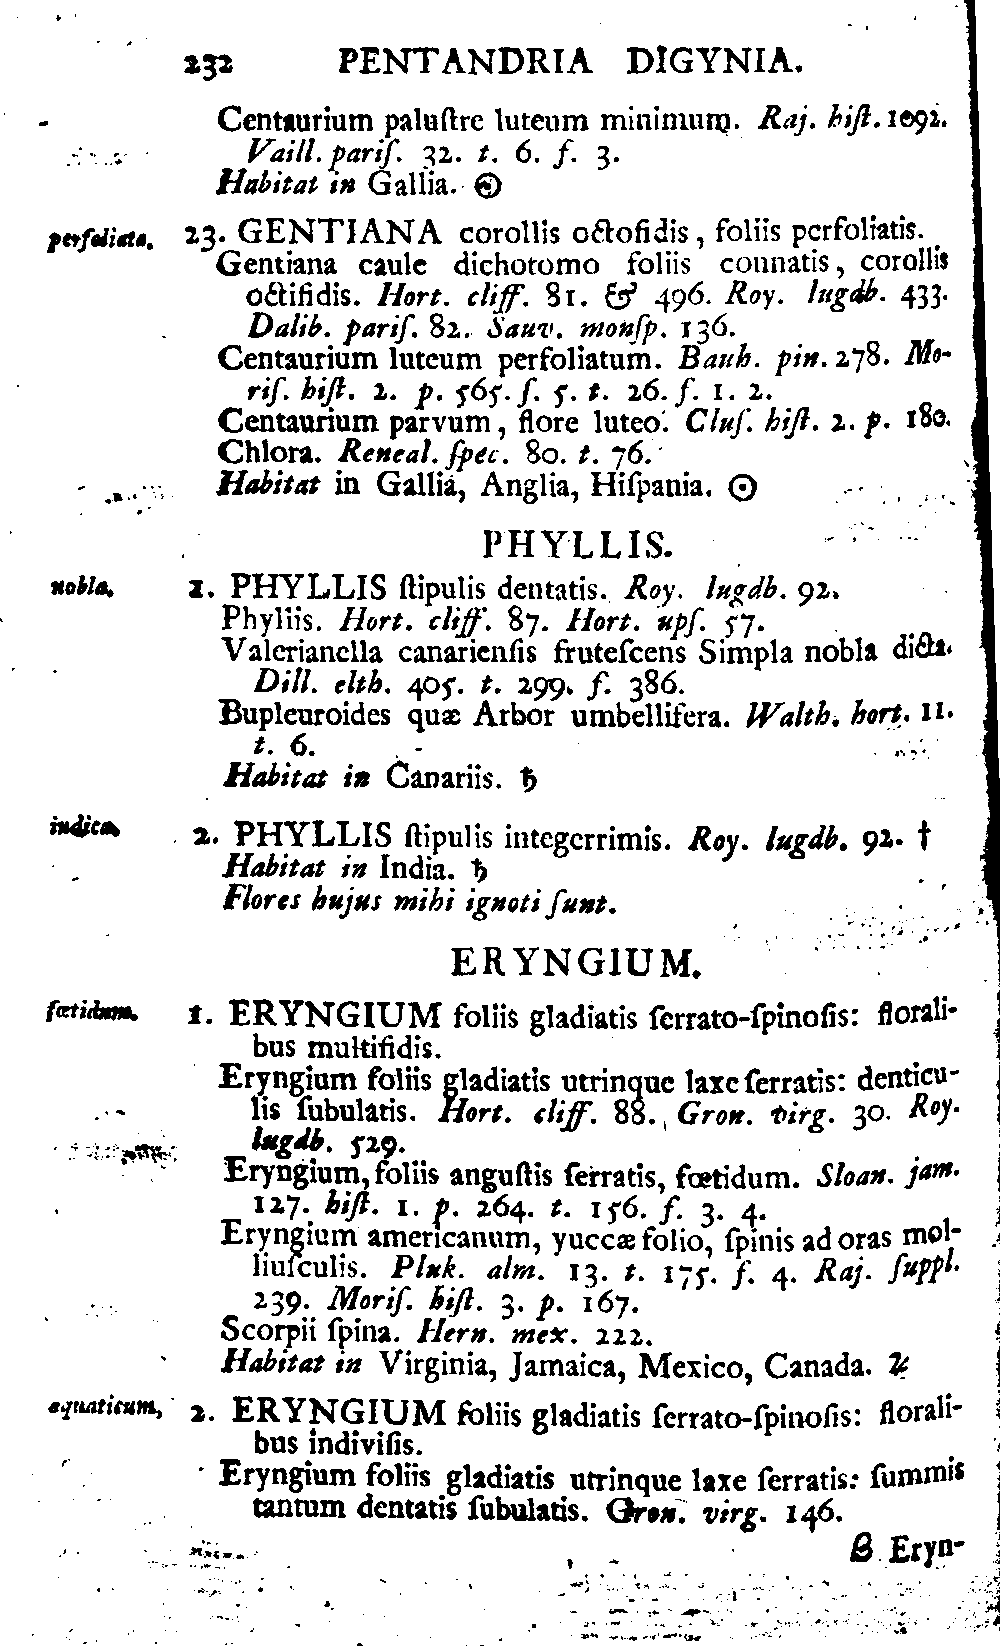 232 PENTANDRIA DIGYNIA.
Centaurium paluſtre luteum minimum. Raj. hiſt. 1092.
Vaill. pariſ. 32. t. 6. f. 3.
Habitat in Gallia. ☉
perfoliata. 23. GENTIANA corollis octofidis, foliis perfoliatis.
Gentiana caule dichotomo foliis connatis, corollis
octifidis. Hort. cliff. 81. & 496. Roy. lugdb. 433.
Dalib. pariſ. 82. Sauv. monſp. 136.
Centaurium luteum perfoliatum. Bauh. pin. 278. Mo-
riſ. hiſt. 2. p. 565. ſ. 5. t. 26. f. 1. 2.
Centaurium parvum, flore luteo. Cluſ. hiſt. 2. p. 180.
Chlora. Reneal. ſpec. 80. t. 76.
Habitat in Gallia, Anglia, Hiſpania. ☉
PHYLLIS.
nobla. 1. PHYLLIS ſtipulis dentatis. Roy. lugdb. 92.
Phyllis. Hort. cliff. 87. Hort. upſ. 57.
Valerianella canarienſis fruteſcens Simpla nobla dicta.
Dill. elth. 405. t. 299. f. 386.
Bupleuroides quæ Arbor umbellifera. Walth. hort. 11.
t. 6.
Habitat in Canariis. ♄
indica. 2. PHYLLIS ſtipulis integerrimis. Roy. lugdb. 92. †
Habitat in India. ♄
Flores hujus mihi ignoti ſunt.
ERYNGIUM.
fœtidum. 1. ERYNGIUM foliis gladiatis ſerrato-ſpinoſis: florali-
bus multifidis.
Eryngium foliis gladiatis utrinque laxe ſerratis: denticu-
lis ſubulatis. Hort. cliff. 88. Gron. virg. 30. Roy.
lugdb. 529.
Eryngium, foliis anguſtis ſerratis, fœtidum. Sloan. jam.
127. hiſt. 1. p. 264. t. 156. f. 3. 4.
Eryngium americanum, yuccæ folio, ſpinis ad oras mol-
liuſculis. Pluk. alm. 13. t. 175. f. 4. Raj. ſuppl.
239. Moriſ. hiſt. 3. p. 167.
Scorpii ſpina. Hern. mex. 222.
Habitat in Virginia, Jamaica, Mexico, Canada. ♃
aquaticum, 2. ERYNGIUM foliis gladiatis ſerrato-ſpinoſis: florali-
bus indiviſis.
Eryngium foliis gladiatis utrinque laxe ſerratis: ſummis
tantum dentatis ſubulatis. Gron. virg. 146.
β Eryn-